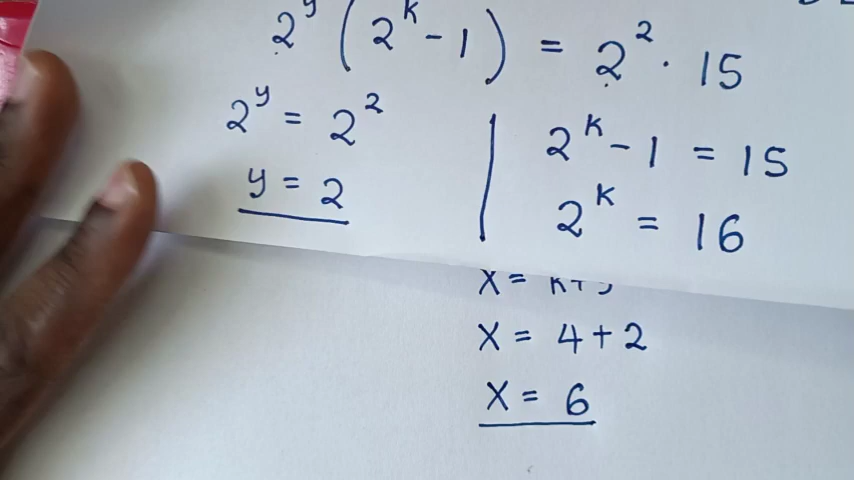 2^y (2^k - 1) = 2^2 · 15
2^y = 2^2
y = 2
2^k - 1 = 15
2^k = 16
x = 4 + 2
x = 6